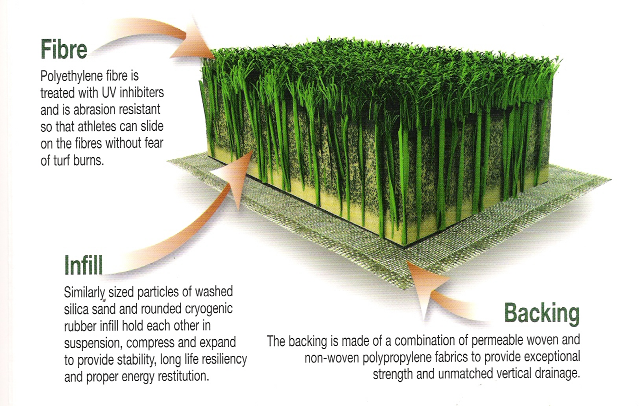 Fibre
Polyethylene fibre is
treated with UV inhibiters
and is abrasion resistant
so that athletes can slide
on the fibres without fear
of turf burns.
Infill
Similarly sized particles of washed
silica sand and rounded cryogenic
rubber infill hold each other in
suspension, compress and expand
to provide stability, long life resiliency
and proper energy restitution.
Backing
The backing is made of a combination of permeable woven and
non-woven polypropylene fabrics to provide exceptional
strength and unmatched vertical drainage.